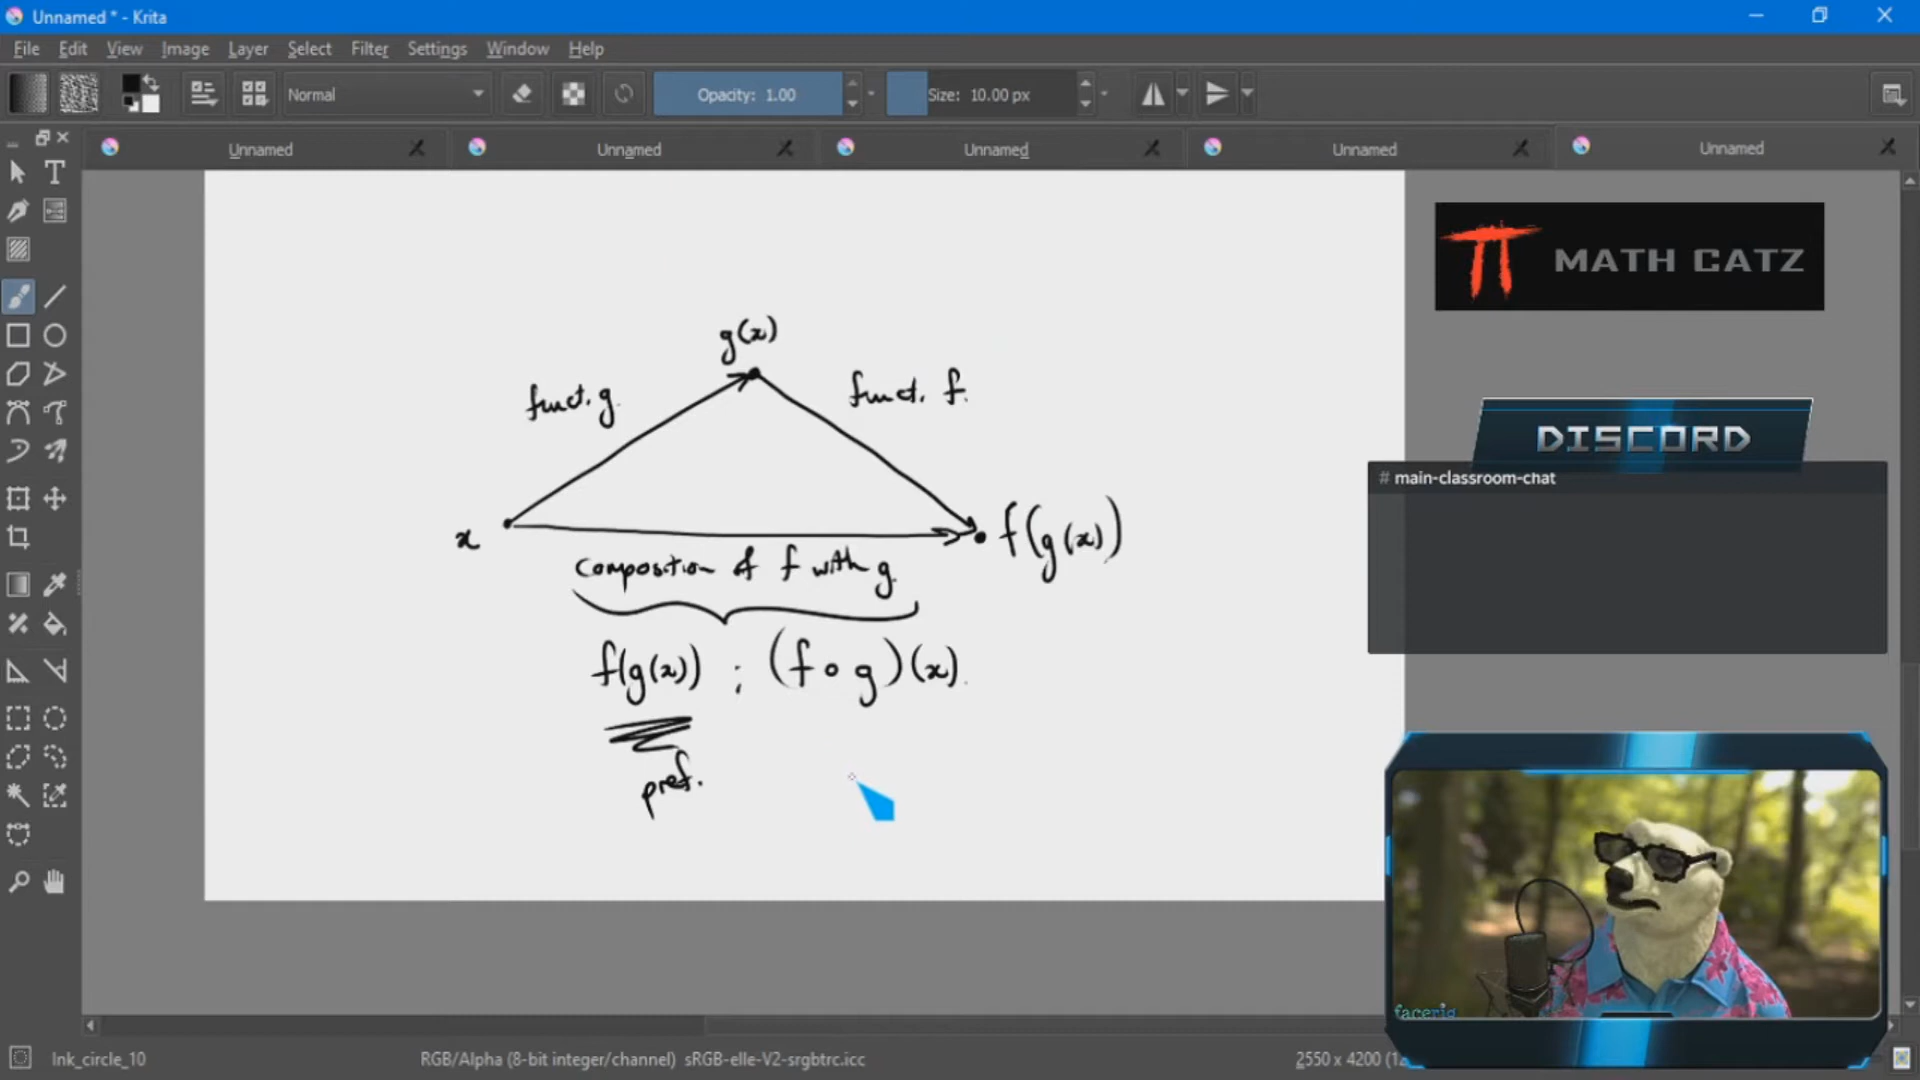 Unnamed * - Krita
File Edit View Image Layer Select Filter Settings Window Help
Normal Opacity: 1.00 Size: 10.00 px
Unnamed Unnamed Unnamed Unnamed Unnamed
π MATH CATZ
g(x)
funct. g. funct. f.
DISCORD
# main-classroom-chat
x f(g(x))
composition of f with g.
f(g(x)) ; (f∘g)(x).
pref.
facerig
Ink_circle_10 RGB/Alpha (8-bit integer/channel) sRGB-elle-V2-srgbtrc.icc 2550 x 4200 (12